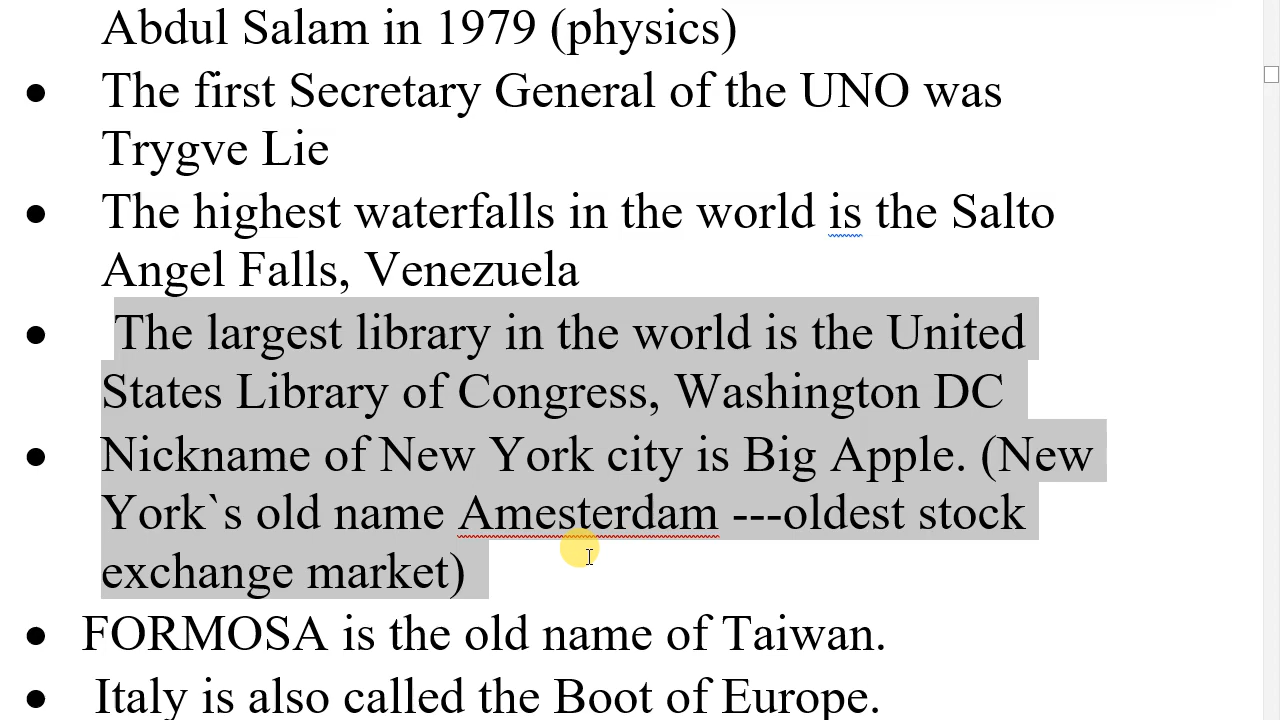 Abdul Salam in 1979 (physics)
● The first Secretary General of the UNO was
Trygve Lie
● The highest waterfalls in the world is the Salto
Angel Falls, Venezuela
● The largest library in the world is the United
States Library of Congress, Washington DC
● Nickname of New York city is Big Apple. (New
York`s old name Amesterdam ---oldest stock
exchange market)
● FORMOSA is the old name of Taiwan.
● Italy is also called the Boot of Europe.